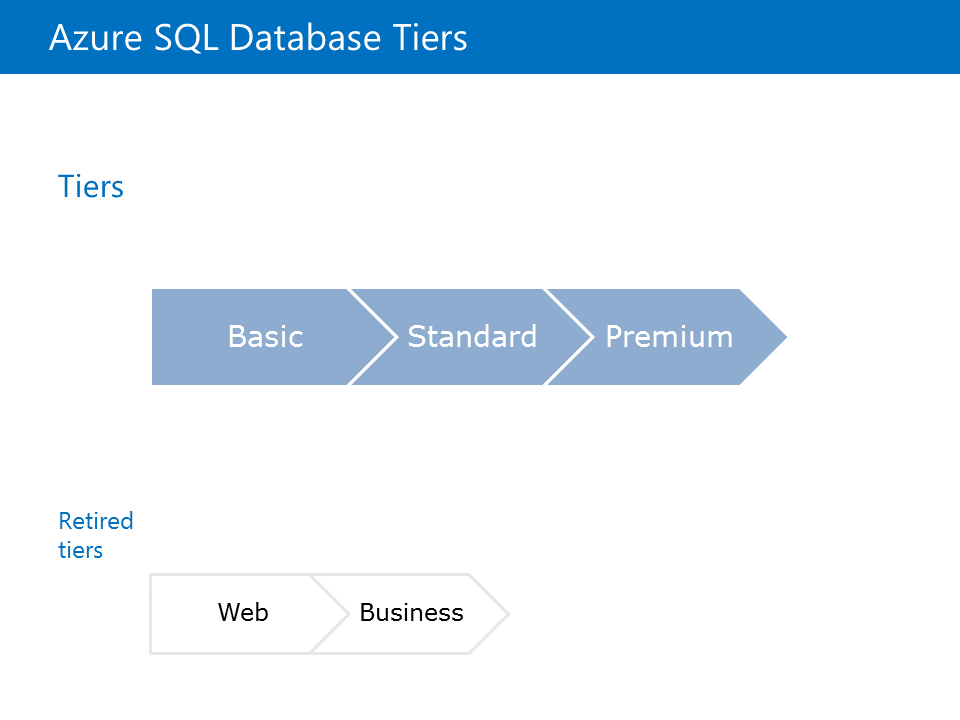 Azure SQL Database Tiers
Tiers
Basic
Standard
Premium
Retired
tiers
Web
Business